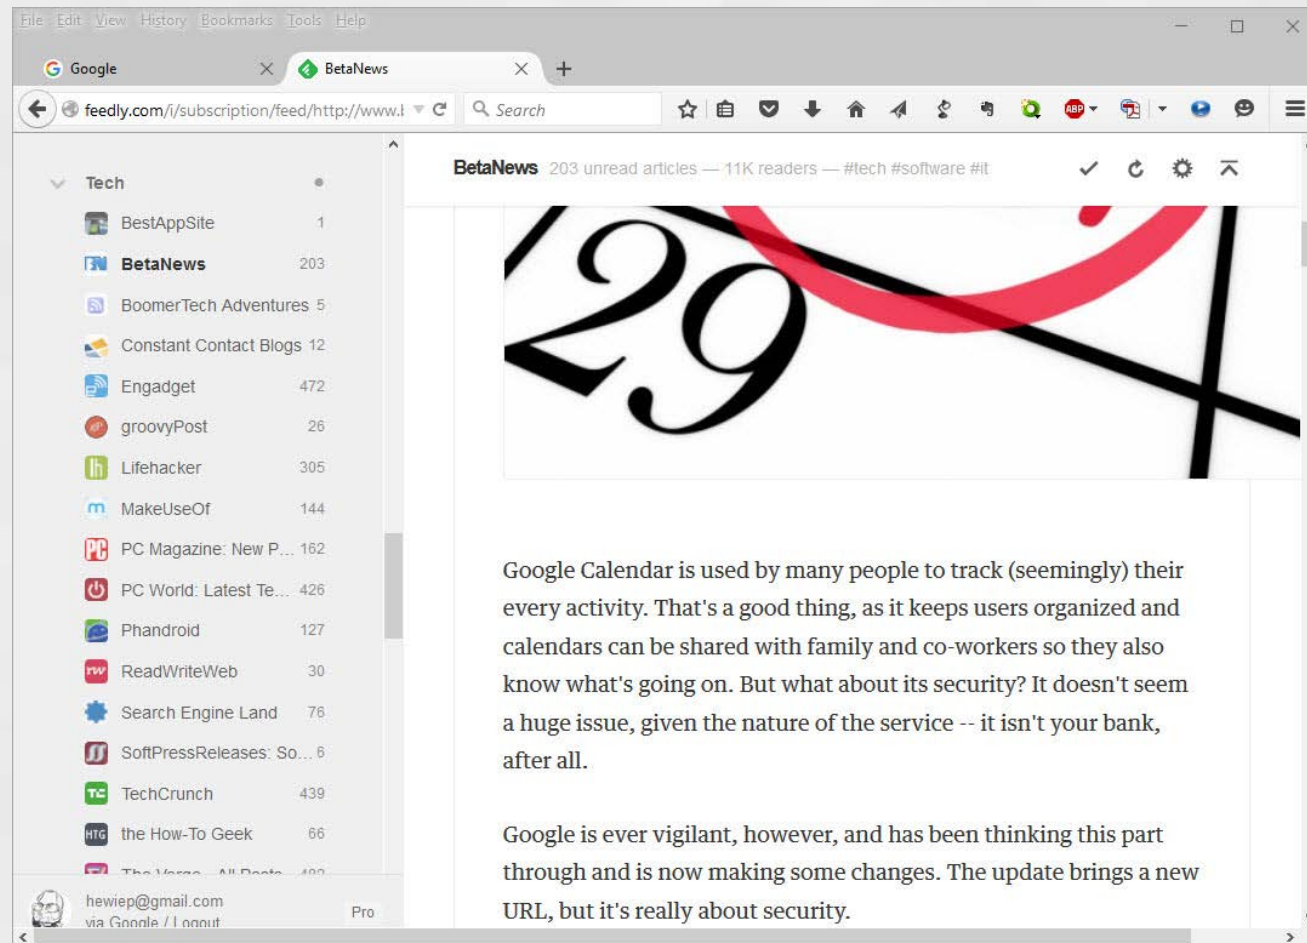 File Edit View History Bookmarks Tools Help
Google
BetaNews
feedly.com/i/subscription/feed/http://www.b
Search
ABP
Tech
BestAppSite 1
BetaNews 203
BoomerTech Adventures 5
Constant Contact Blogs 12
Engadget 472
groovyPost 26
Lifehacker 305
MakeUseOf 144
PC Magazine: New P... 162
PC World: Latest Te... 426
Phandroid 127
ReadWriteWeb 30
Search Engine Land 76
SoftPressReleases: So... 6
TechCrunch 439
the How-To Geek 66
The Verge - All Posts 482
hewiep@gmail.com
via Google / Logout
Pro
BetaNews 203 unread articles — 11K readers — #tech #software #it
29
Google Calendar is used by many people to track (seemingly) their
every activity. That's a good thing, as it keeps users organized and
calendars can be shared with family and co-workers so they also
know what's going on. But what about its security? It doesn't seem
a huge issue, given the nature of the service -- it isn't your bank,
after all.
Google is ever vigilant, however, and has been thinking this part
through and is now making some changes. The update brings a new
URL, but it's really about security.